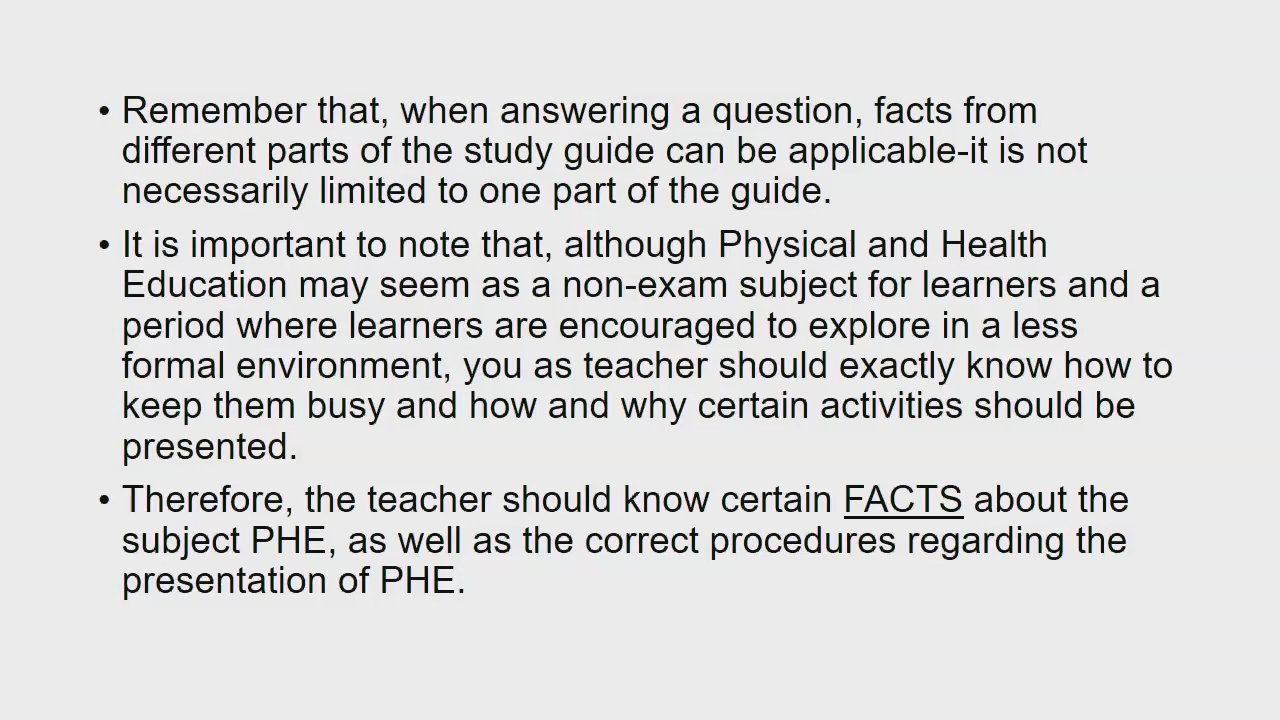 • Remember that, when answering a question, facts from
different parts of the study guide can be applicable-it is not
necessarily limited to one part of the guide.
• It is important to note that, although Physical and Health
Education may seem as a non-exam subject for learners and a
period where learners are encouraged to explore in a less
formal environment, you as teacher should exactly know how to
keep them busy and how and why certain activities should be
presented.
• Therefore, the teacher should know certain FACTS about the
subject PHE, as well as the correct procedures regarding the
presentation of PHE.